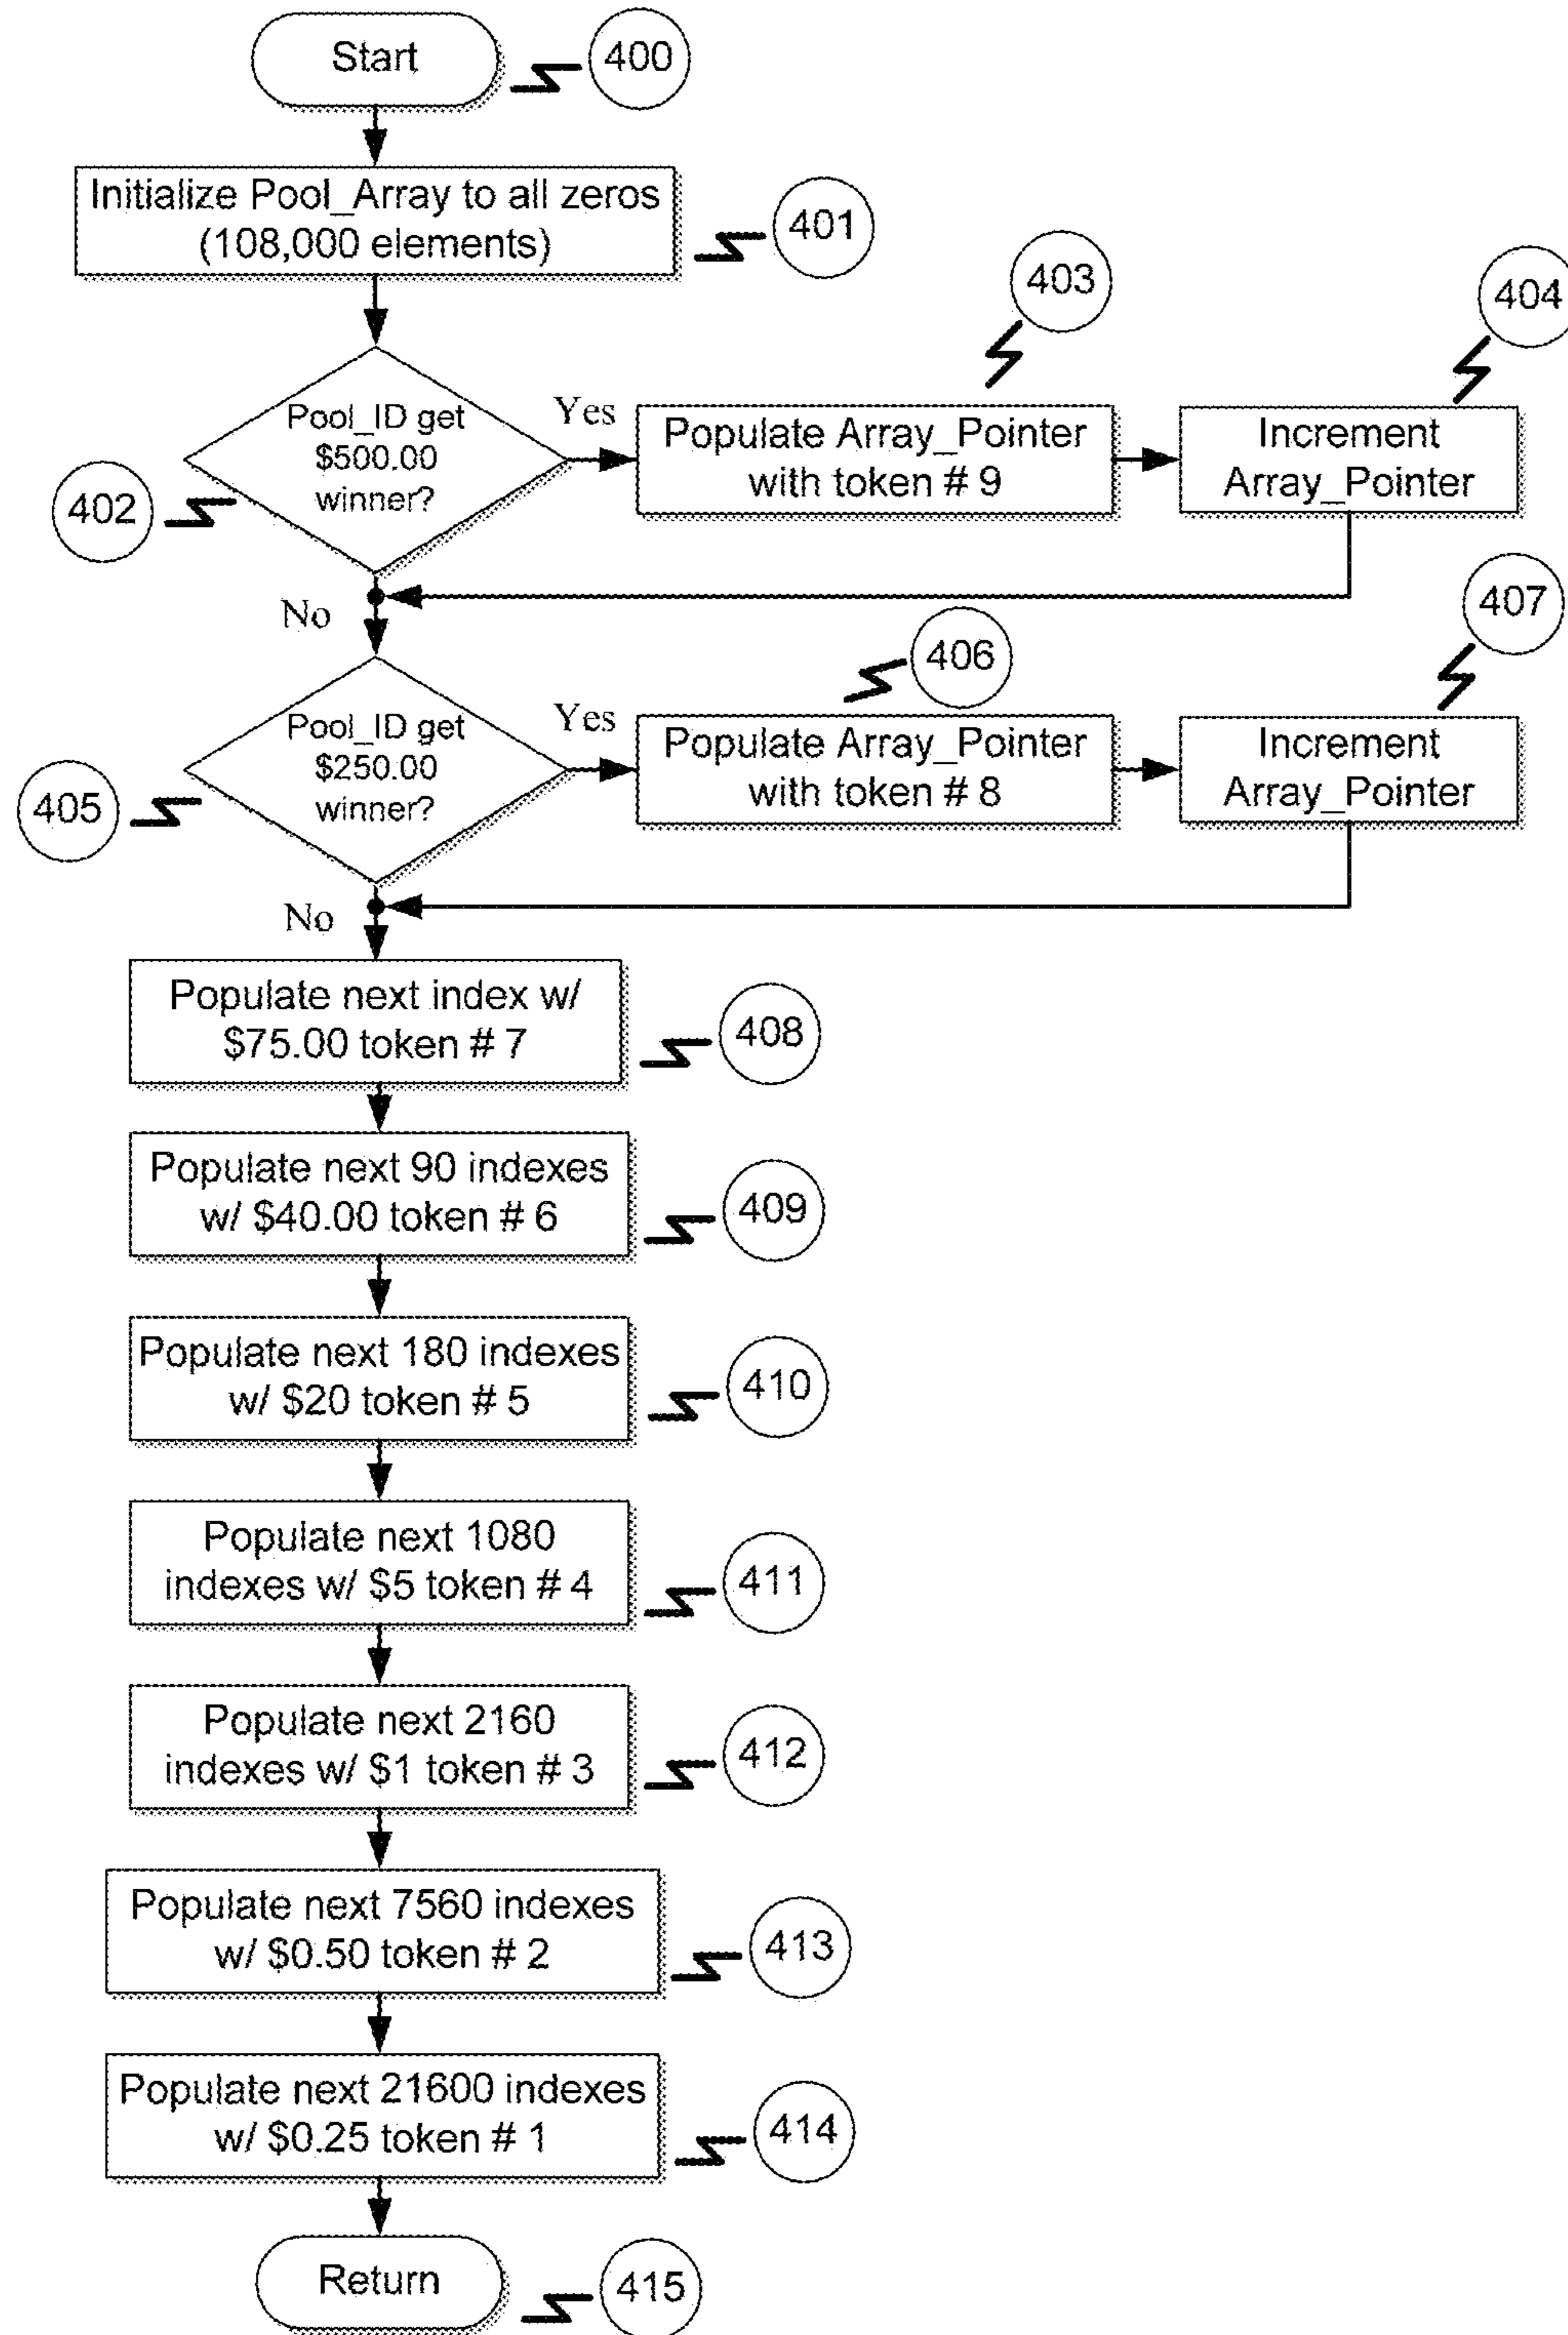 Start
400
Initialize Pool_Array to all zeros
(108,000 elements)
401
403
404
Pool_ID get
$500.00
winner?
402
Yes
Populate Array_Pointer
with token # 9
Increment
Array_Pointer
No
407
406
Pool_ID get
$250.00
winner?
405
Yes
Populate Array_Pointer
with token # 8
Increment
Array_Pointer
No
Populate next index w/
$75.00 token # 7
408
Populate next 90 indexes
w/ $40.00 token # 6
409
Populate next 180 indexes
w/ $20 token # 5
410
Populate next 1080
indexes w/ $5 token # 4
411
Populate next 2160
indexes w/ $1 token # 3
412
Populate next 7560 indexes
w/ $0.50 token # 2
413
Populate next 21600 indexes
w/ $0.25 token # 1
414
Return
415